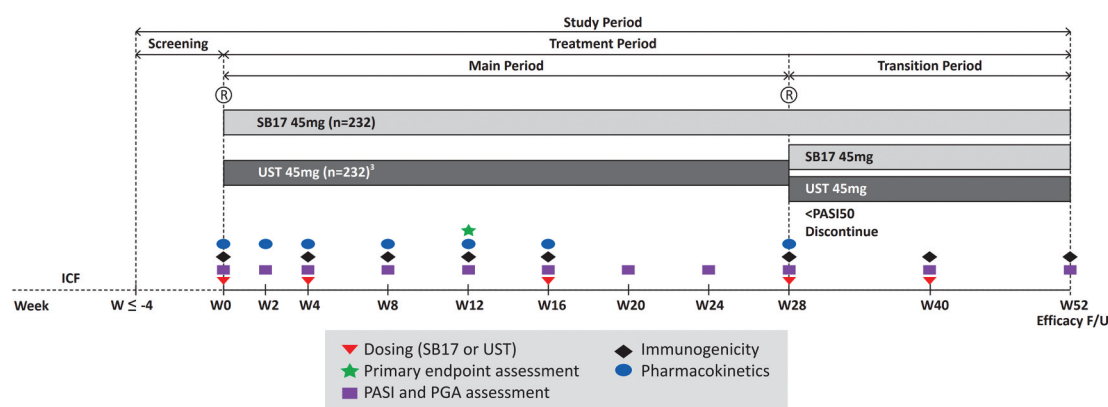 Study Period
Screening
Treatment Period
Main Period
Transition Period
R
R
SB17 45mg (n=232)
SB17 45mg
UST 45mg (n=232)³
UST 45mg
<PASI50
Discontinue
ICF
Week
W ≤ -4
W0
W2
W4
W8
W12
W16
W20
W24
W28
W40
W52
Efficacy F/U
Dosing (SB17 or UST)
Immunogenicity
Primary endpoint assessment
Pharmacokinetics
PASI and PGA assessment